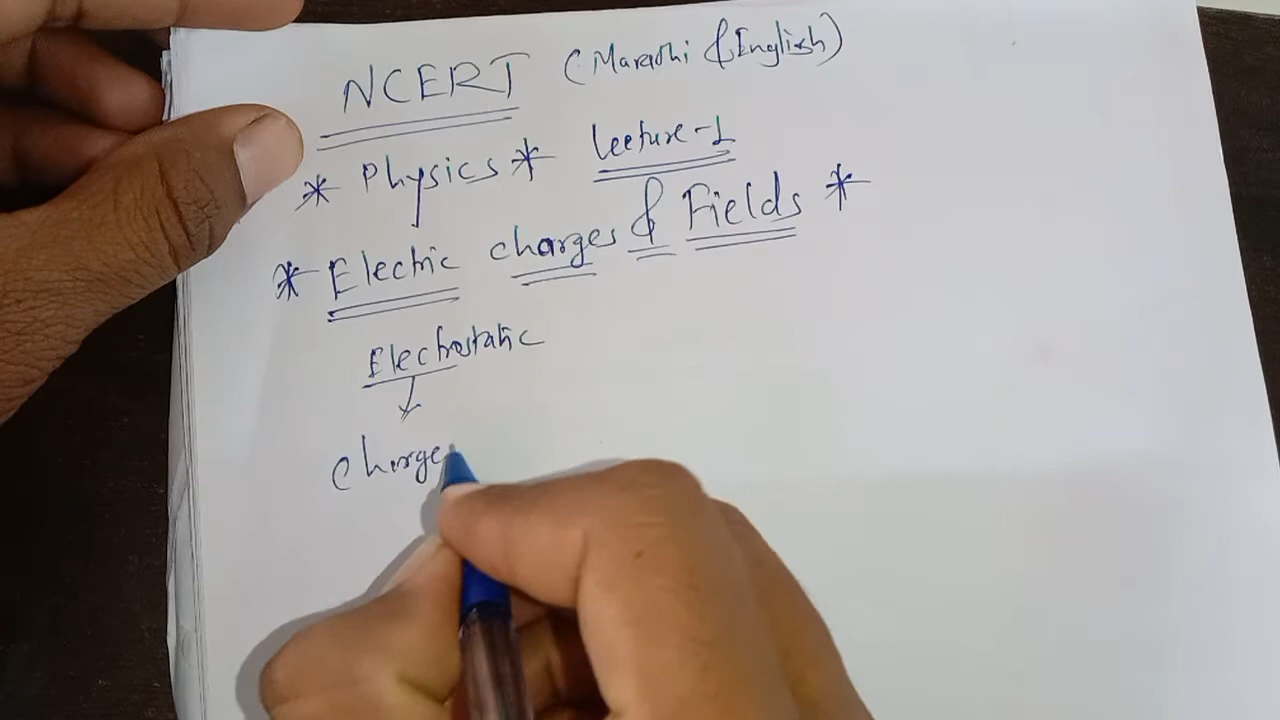 NCERT (Marathi & English)
* Physics * Lecture-1
* Electric charges & Fields *
Electrostatic
Charge